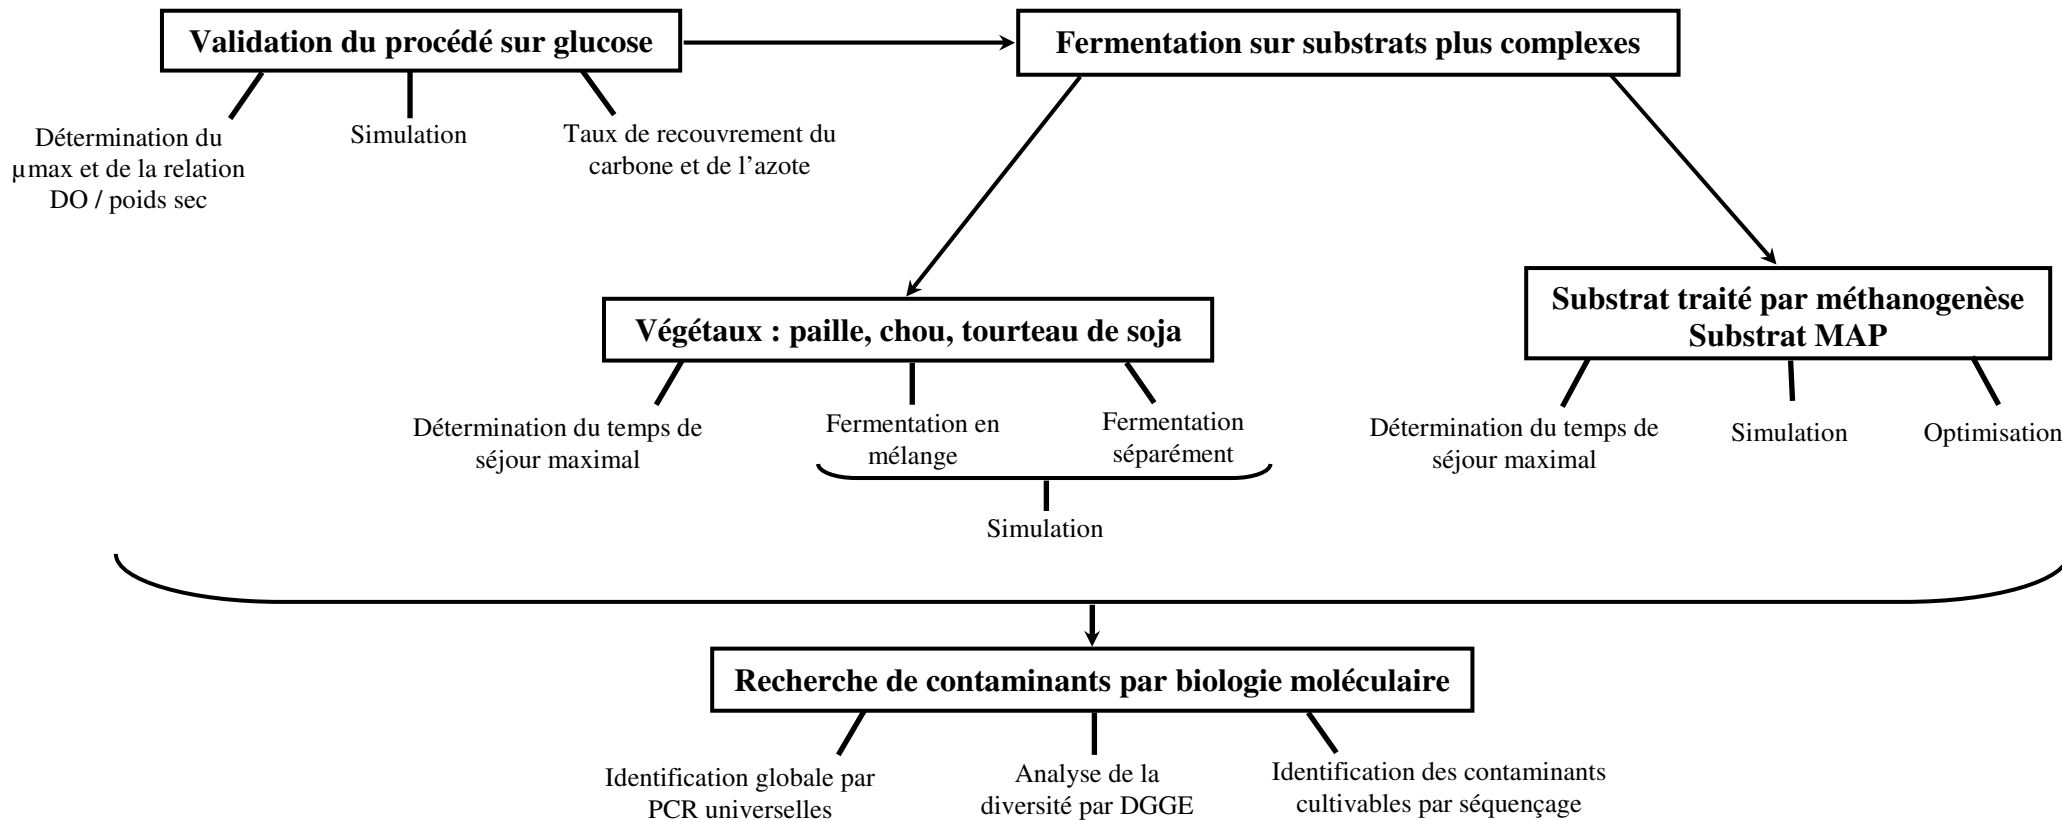 Validation du procédé sur glucose
Fermentation sur substrats plus complexes
Détermination du
µmax et de la relation
DO / poids sec
Simulation
Taux de recouvrement du
carbone et de l’azote
Végétaux : paille, chou, tourteau de soja
Substrat traité par méthanogenèse
Substrat MAP
Détermination du temps de
séjour maximal
Fermentation en
mélange
Fermentation
séparément
Simulation
Détermination du temps de
séjour maximal
Simulation
Optimisation
Recherche de contaminants par biologie moléculaire
Identification globale par
PCR universelles
Analyse de la
diversité par DGGE
Identification des contaminants
cultivables par séquençage